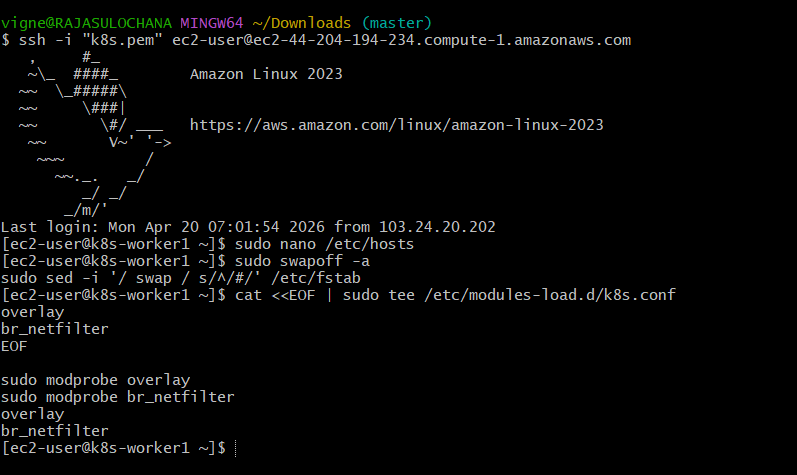 vigne@RAJASULOCHANA MINGW64 ~/Downloads (master)
$ ssh -i "k8s.pem" ec2-user@ec2-44-204-194-234.compute-1.amazonaws.com
   ,     #_
   ~\_  ####_        Amazon Linux 2023
  ~~  \_#####\
  ~~     \###|
  ~~       \#/ ___   https://aws.amazon.com/linux/amazon-linux-2023
   ~~       V~' '->
    ~~~         /
      ~~._.   _/
         _/ _/
       _/m/'
Last login: Mon Apr 20 07:01:54 2026 from 103.24.20.202
[ec2-user@k8s-worker1 ~]$ sudo nano /etc/hosts
[ec2-user@k8s-worker1 ~]$ sudo swapoff -a
sudo sed -i '/ swap / s/^/#/' /etc/fstab
[ec2-user@k8s-worker1 ~]$ cat <<EOF | sudo tee /etc/modules-load.d/k8s.conf
overlay
br_netfilter
EOF

sudo modprobe overlay
sudo modprobe br_netfilter
overlay
br_netfilter
[ec2-user@k8s-worker1 ~]$